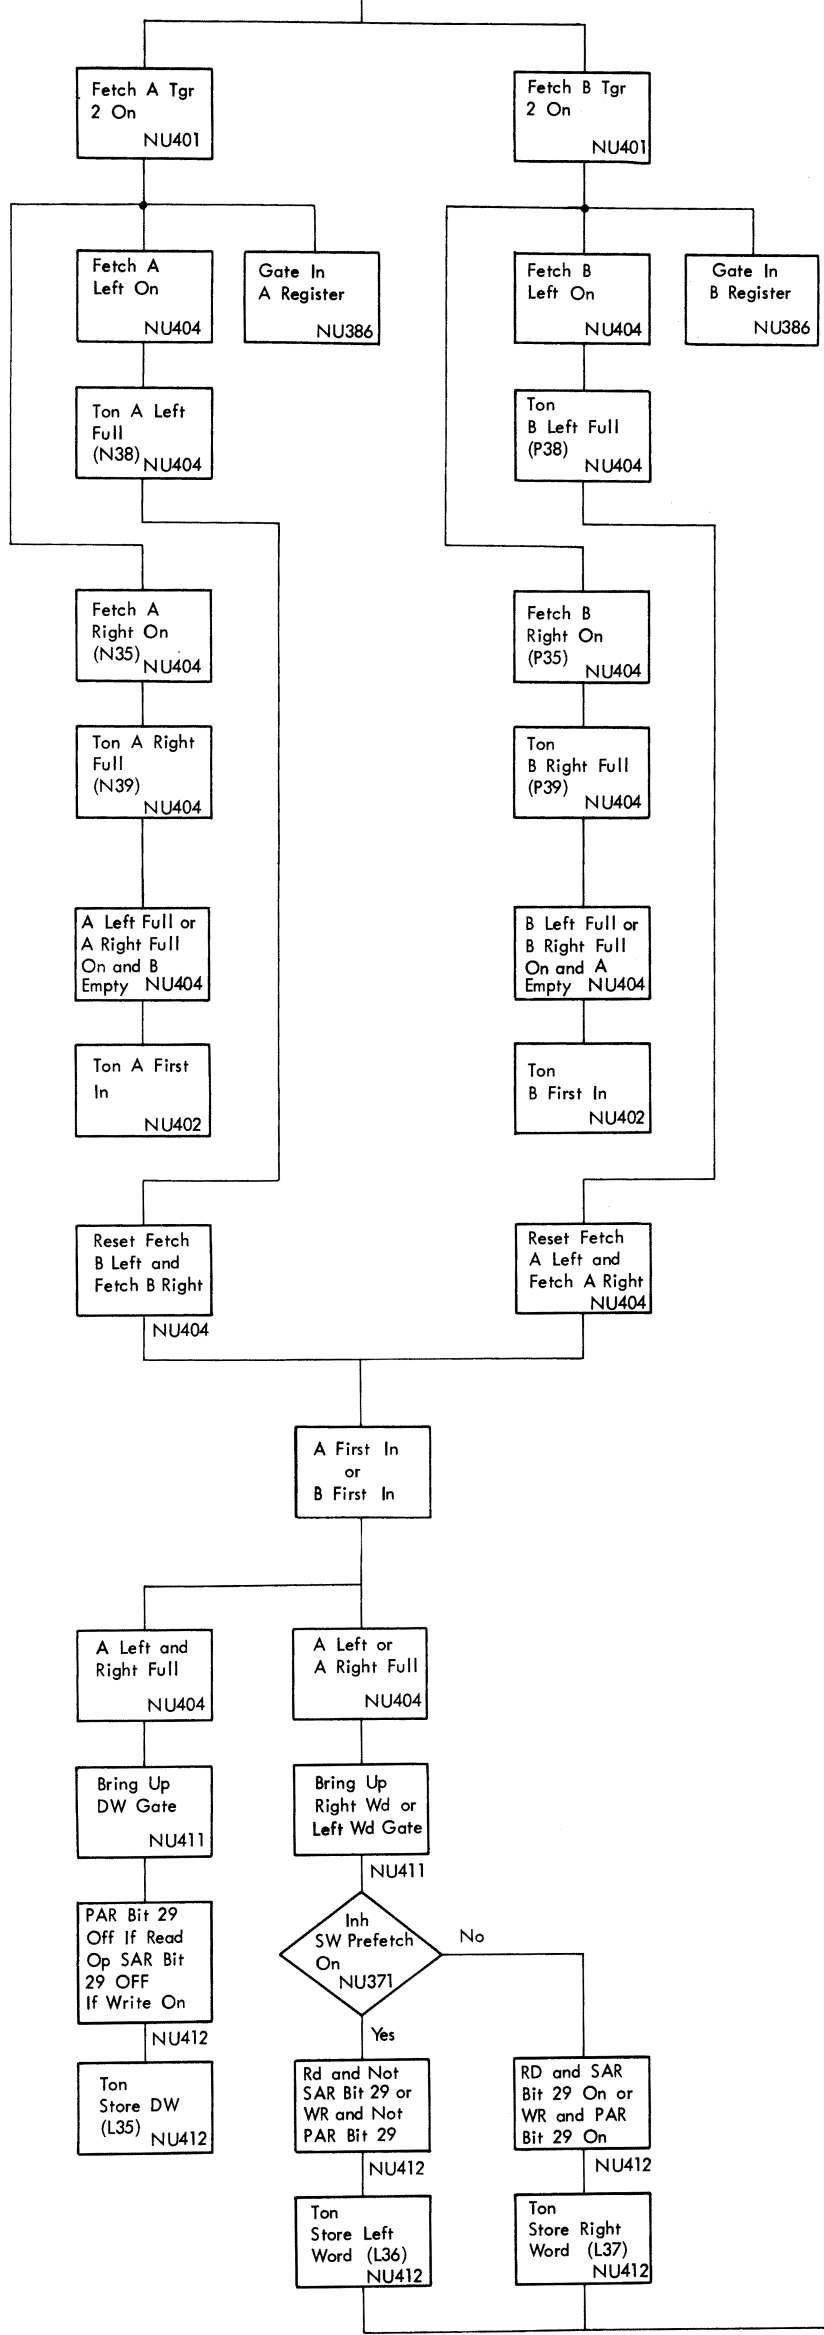 Fetch A Tgr
2 On
NU401
Fetch B Tgr
2 On
NU401
Fetch A
Left On
NU404
Gate In
A Register
NU386
Fetch B
Left On
NU404
Gate In
B Register
NU386
Ton A Left
Full
(N38) NU404
Ton
B Left Full
(P38)
NU404
Fetch A
Right On
(N35) NU404
Fetch B
Right On
(P35)
NU404
Ton A Right
Full
(N39)
NU404
Ton
B Right Full
(P39)
NU404
A Left Full or
A Right Full
On and B
Empty NU404
B Left Full or
B Right Full
On and A
Empty NU404
Ton A First
In
NU402
Ton
B First In
NU402
Reset Fetch
B Left and
Fetch B Right
NU404
Reset Fetch
A Left and
Fetch A Right
NU404
A First In
or
B First In
A Left and
Right Full
NU404
A Left or
A Right Full
NU404
Bring Up
DW Gate
NU411
Bring Up
Right Wd or
Left Wd Gate
NU411
PAR Bit 29
Off If Read
Op SAR Bit
29 OFF
If Write On
NU412
Inh
SW Prefetch
On
NU371
No
Yes
Ton
Store DW
(L35)
NU412
Rd and Not
SAR Bit 29 or
WR and Not
PAR Bit 29
NU412
RD and SAR
Bit 29 On or
WR and PAR
Bit 29 On
NU412
Ton
Store Left
Word (L36)
NU412
Ton
Store Right
Word (L37)
NU412